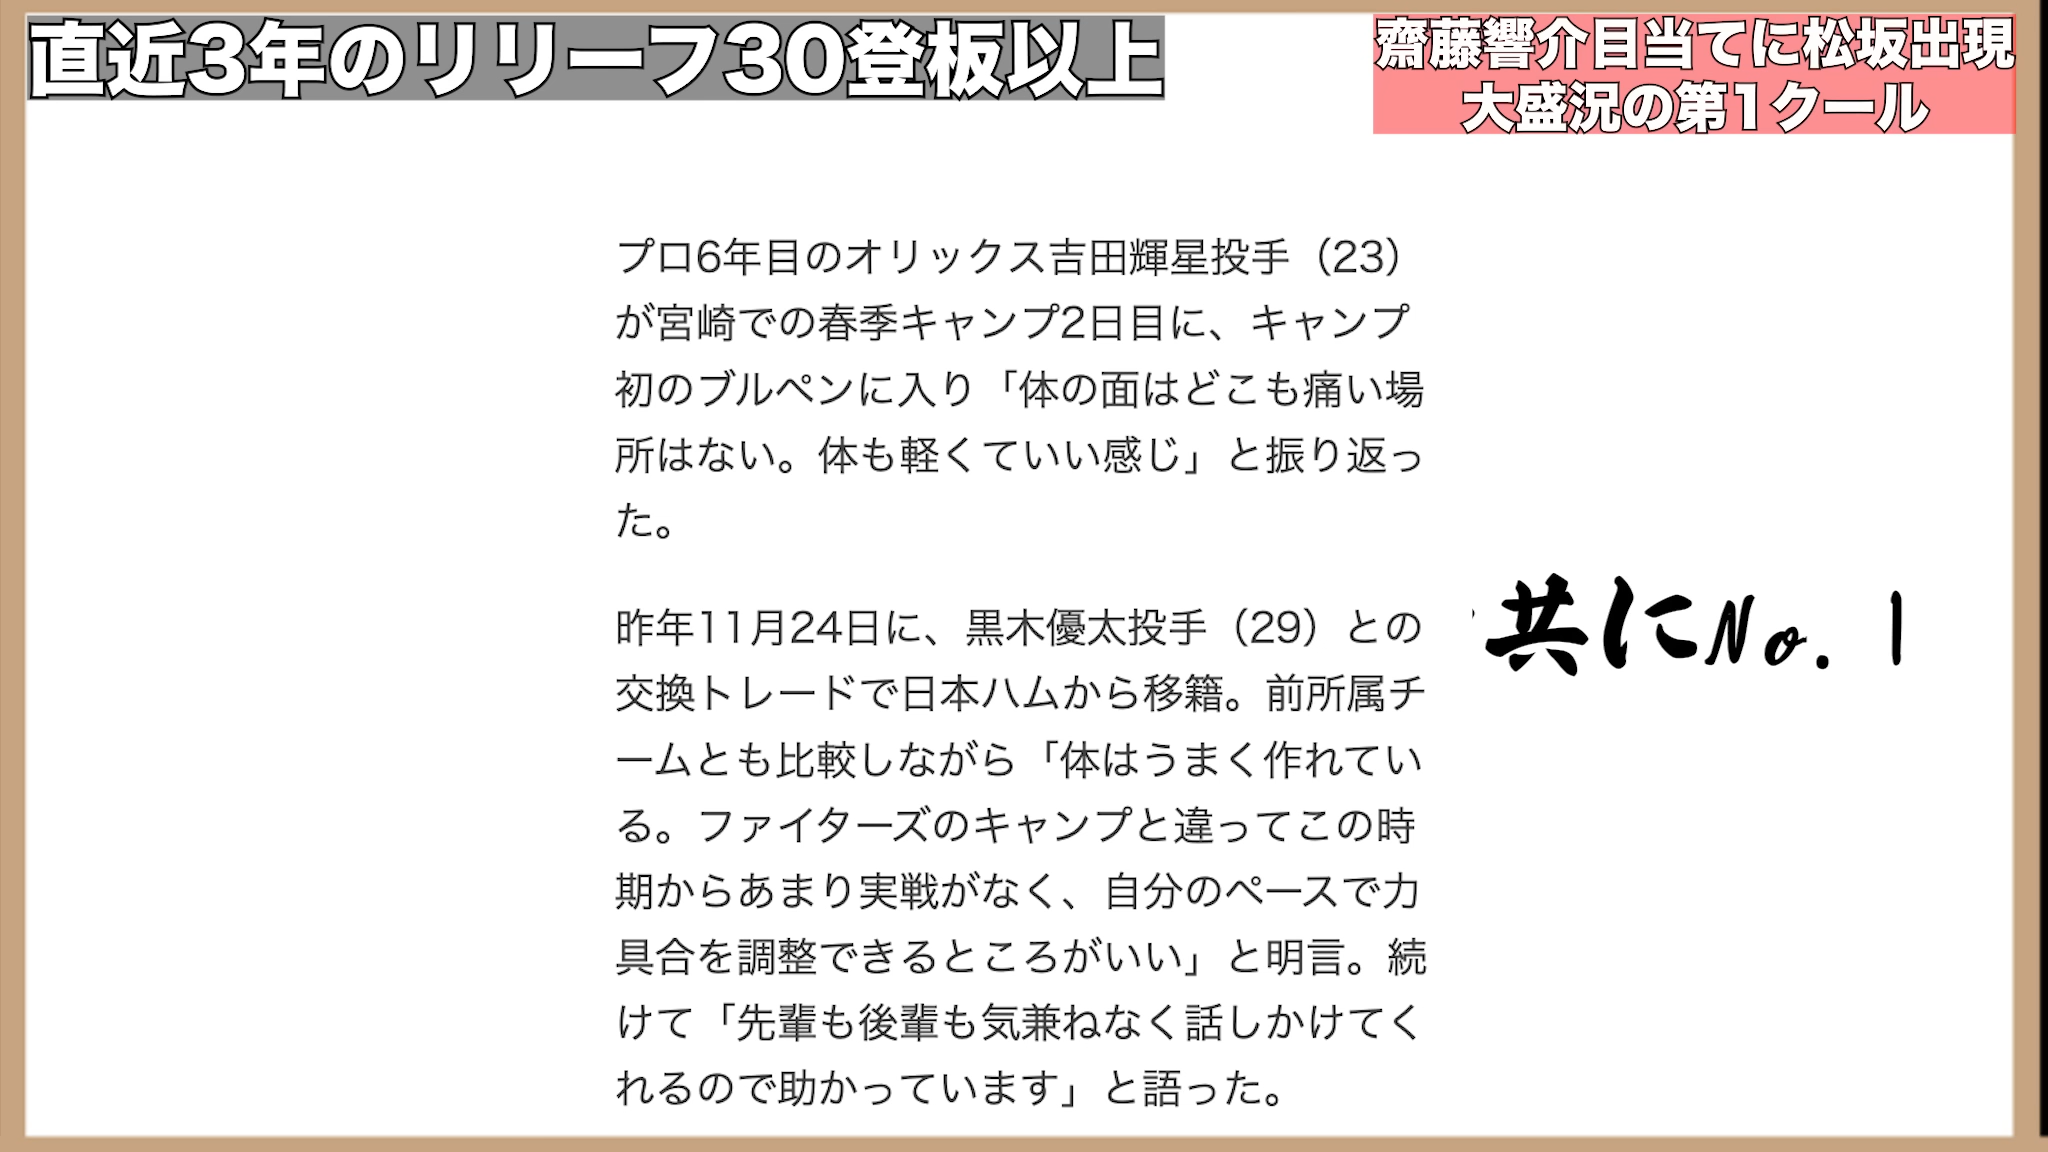 直近3年のリリーフ30登板以上
齋藤響介目当てに松坂出現
大盛況の第1クール
プロ6年目のオリックス吉田輝星投手（23）
が宮崎での春季キャンプ2日目に、キャンプ
初のブルペンに入り「体の面はどこも痛い場
所はない。体も軽くていい感じ」と振り返っ
た。
昨年11月24日に、黒木優太投手（29）との
交換トレードで日本ハムから移籍。前所属チ
ームとも比較しながら「体はうまく作れてい
る。ファイターズのキャンプと違ってこの時
期からあまり実戦がなく、自分のペースで力
具合を調整できるところがいい」と明言。続
けて「先輩も後輩も気兼ねなく話しかけてく
れるので助かっています」と語った。
共にNo. 1